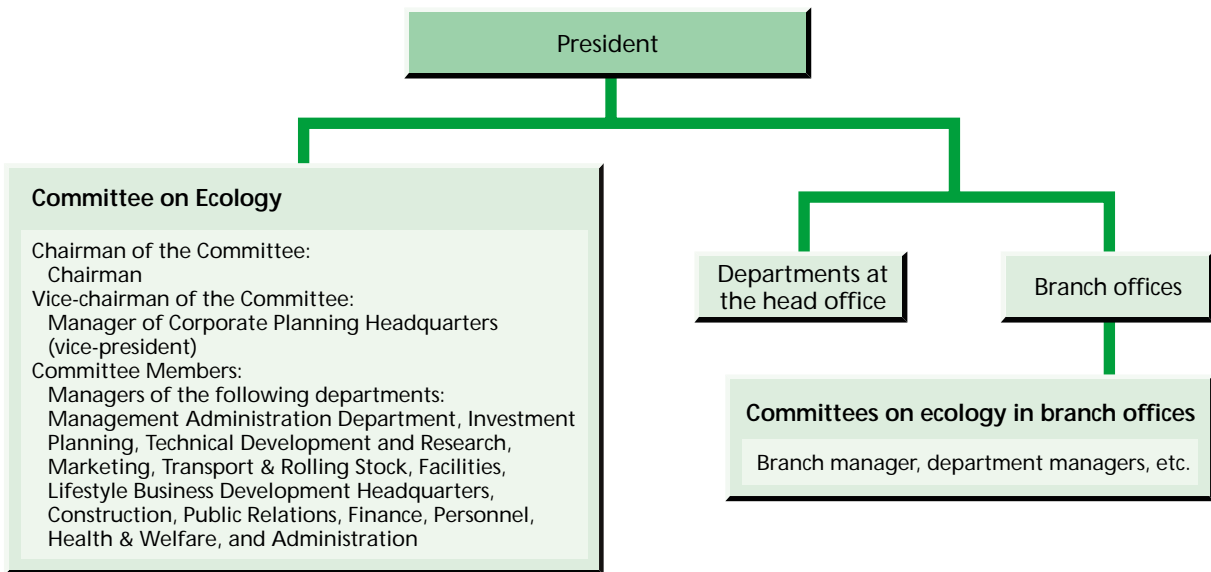 President
Committee on Ecology
Chairman of the Committee:
Chairman
Vice-chairman of the Committee:
Manager of Corporate Planning Headquarters
(vice-president)
Committee Members:
Managers of the following departments:
Management Administration Department, Investment
Planning, Technical Development and Research,
Marketing, Transport & Rolling Stock, Facilities,
Lifestyle Business Development Headquarters,
Construction, Public Relations, Finance, Personnel,
Health & Welfare, and Administration
Departments at
the head office
Branch offices
Committees on ecology in branch offices
Branch manager, department managers, etc.